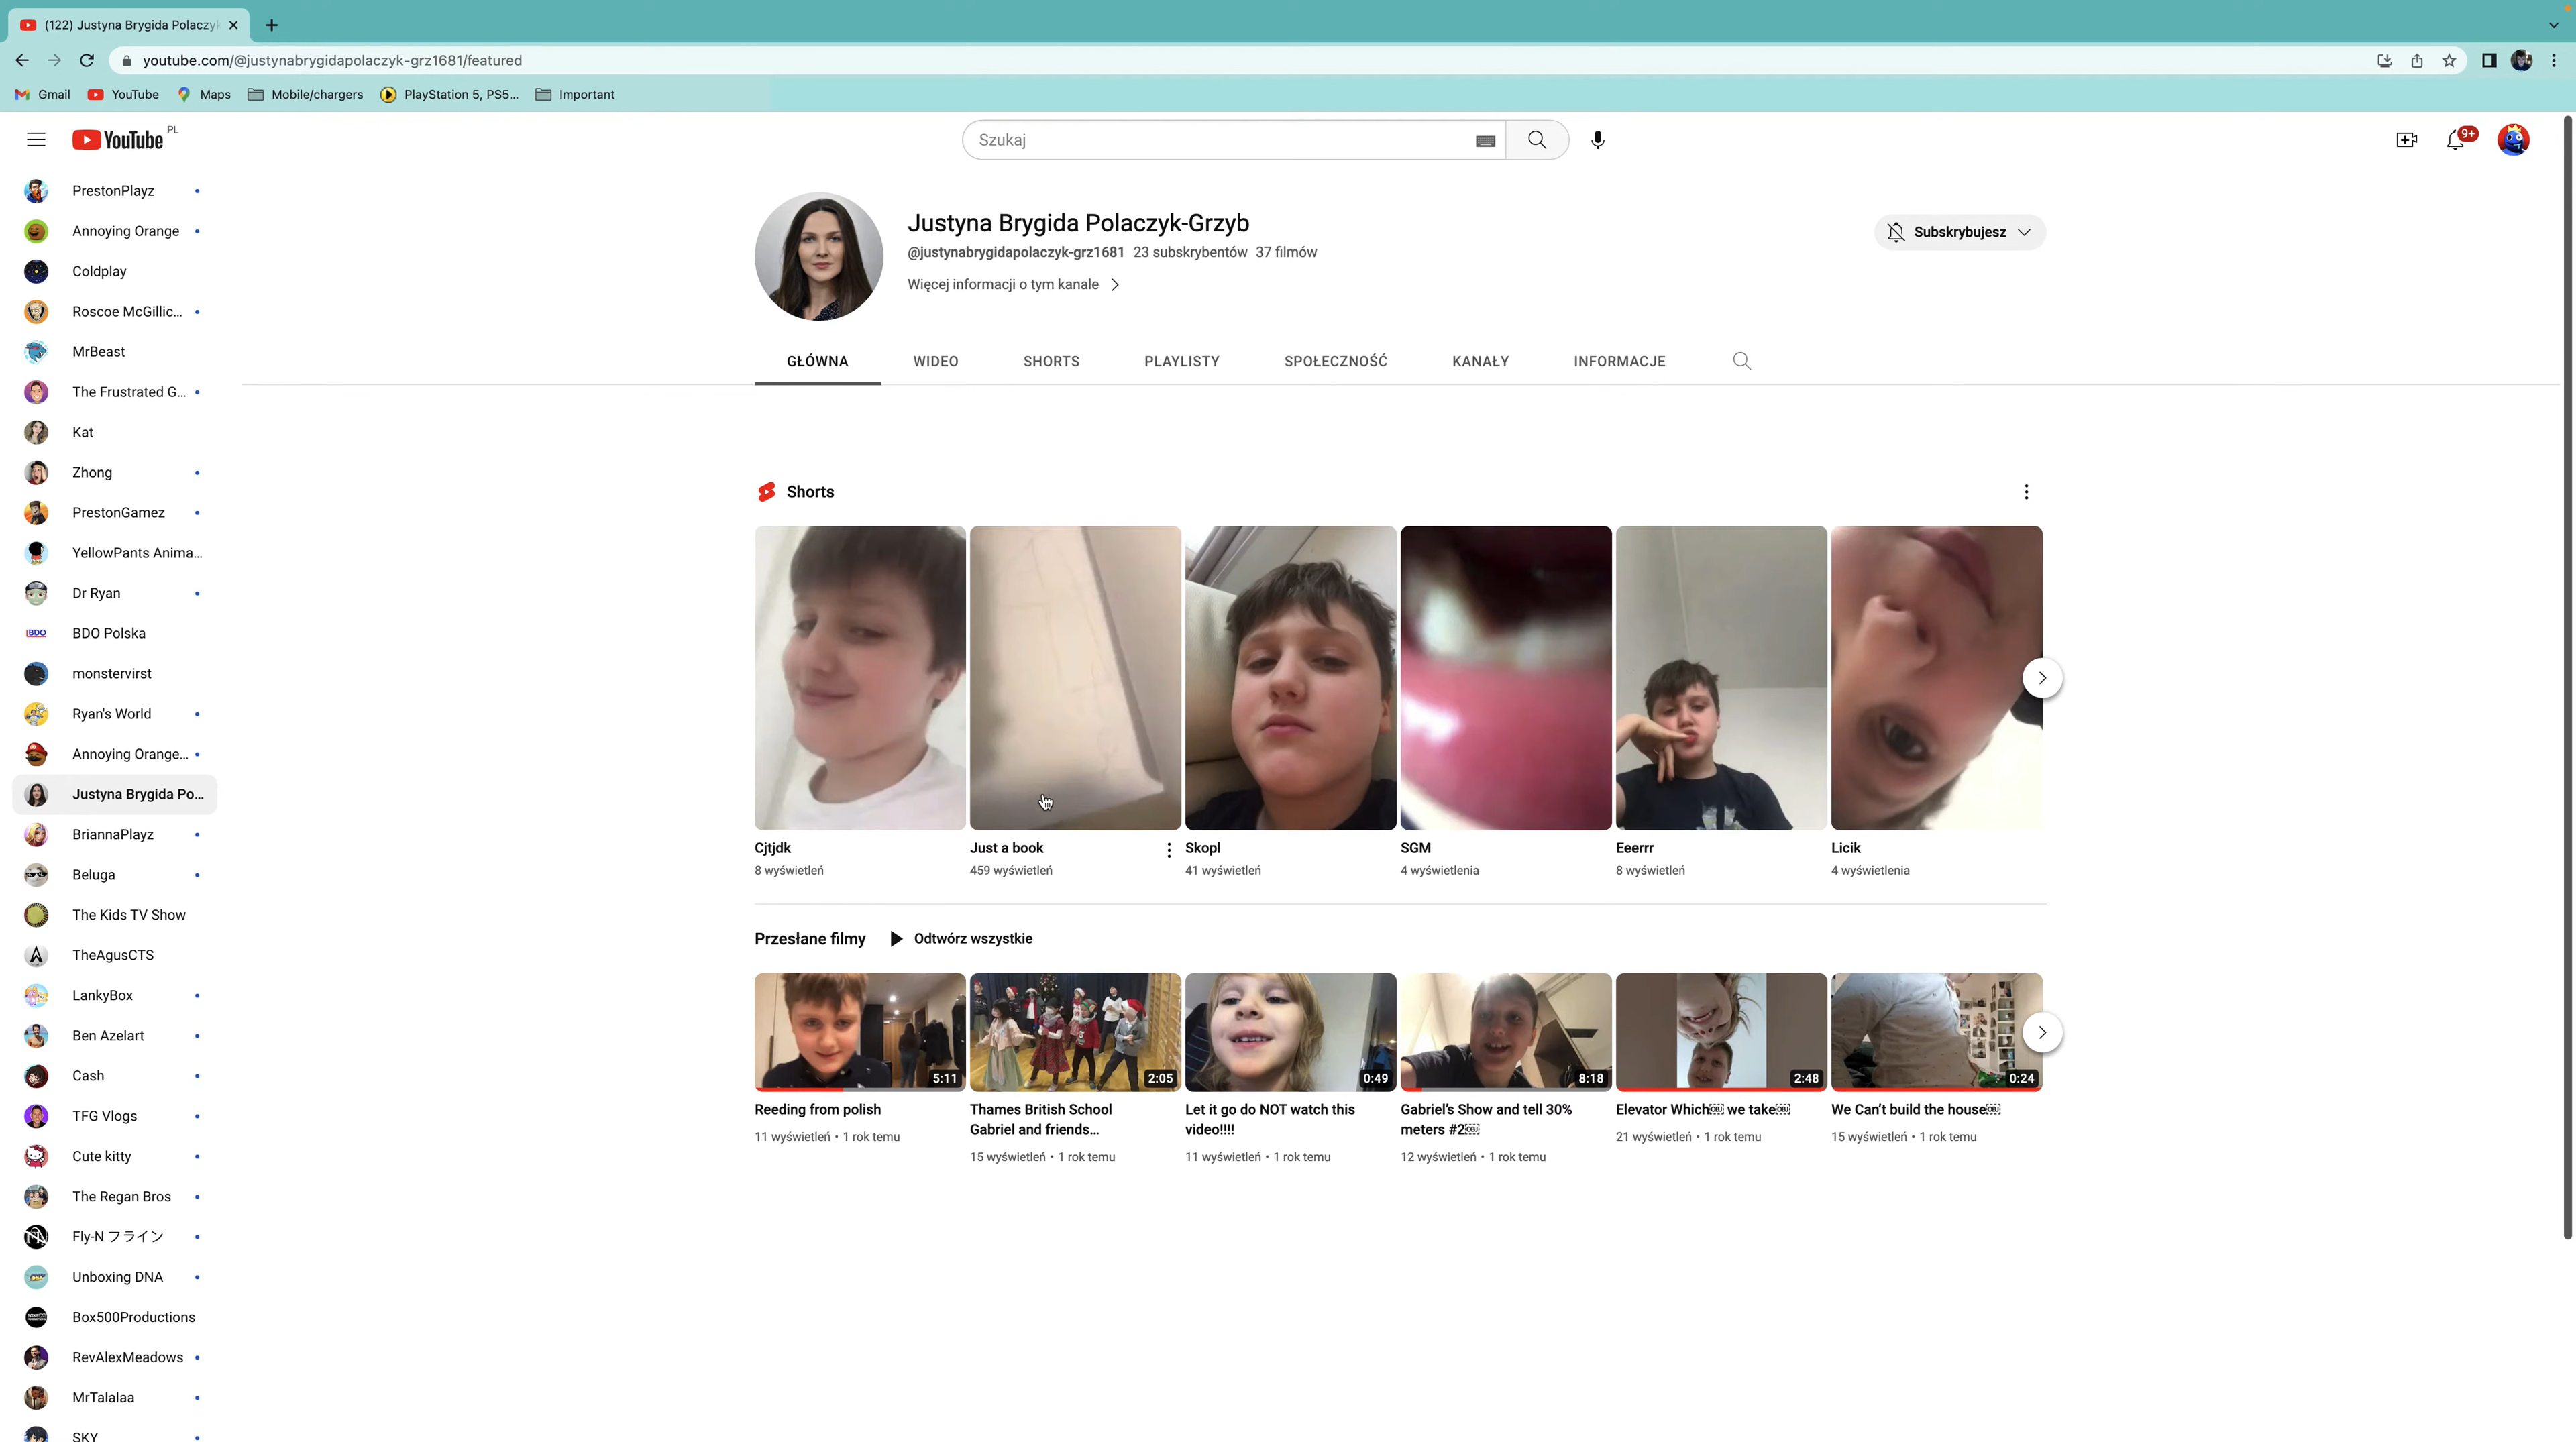 (122) Justyna Brygida Polaczyk
youtube.com/@justynabrygidapolaczyk-grz1681/featured
Gmail YouTube Maps Mobile/chargers PlayStation 5, PS5... Important
YouTube PL
Szukaj
9+
PrestonPlayz
Annoying Orange
Coldplay
Roscoe McGillic...
MrBeast
The Frustrated G...
Kat
Zhong
PrestonGamez
YellowPants Anima...
Dr Ryan
BDO BDO Polska
monstervirst
Ryan's World
Annoying Orange...
Justyna Brygida Po...
BriannaPlayz
Beluga
The Kids TV Show
TheAgusCTS
LankyBox
Ben Azelart
Cash
TFG Vlogs
Cute kitty
The Regan Bros
Fly-N フライン
Unboxing DNA
Box500Productions
RevAlexMeadows
MrTalalaa
SKY
Justyna Brygida Polaczyk-Grzyb
@justynabrygidapolaczyk-grz1681 23 subskrybentów 37 filmów
Więcej informacji o tym kanale
Subskrybujesz
GŁÓWNA WIDEO SHORTS PLAYLISTY SPOŁECZNOŚĆ KANAŁY INFORMACJE
Shorts
Cjtjdk Just a book Skopl SGM Eeerrr Licik
8 wyświetleń 459 wyświetleń 41 wyświetleń 4 wyświetlenia 8 wyświetleń 4 wyświetlenia
Przesłane filmy Odtwórz wszystkie
5:11 2:05 0:49 8:18 2:48 0:24
Reeding from polish
11 wyświetleń • 1 rok temu
Thames British School
Gabriel and friends...
15 wyświetleń • 1 rok temu
Let it go do NOT watch this
video!!!!
11 wyświetleń • 1 rok temu
Gabriel’s Show and tell 30%
meters #2￼
12 wyświetleń • 1 rok temu
Elevator Which￼ we take￼
21 wyświetleń • 1 rok temu
We Can’t build the house￼
15 wyświetleń • 1 rok temu